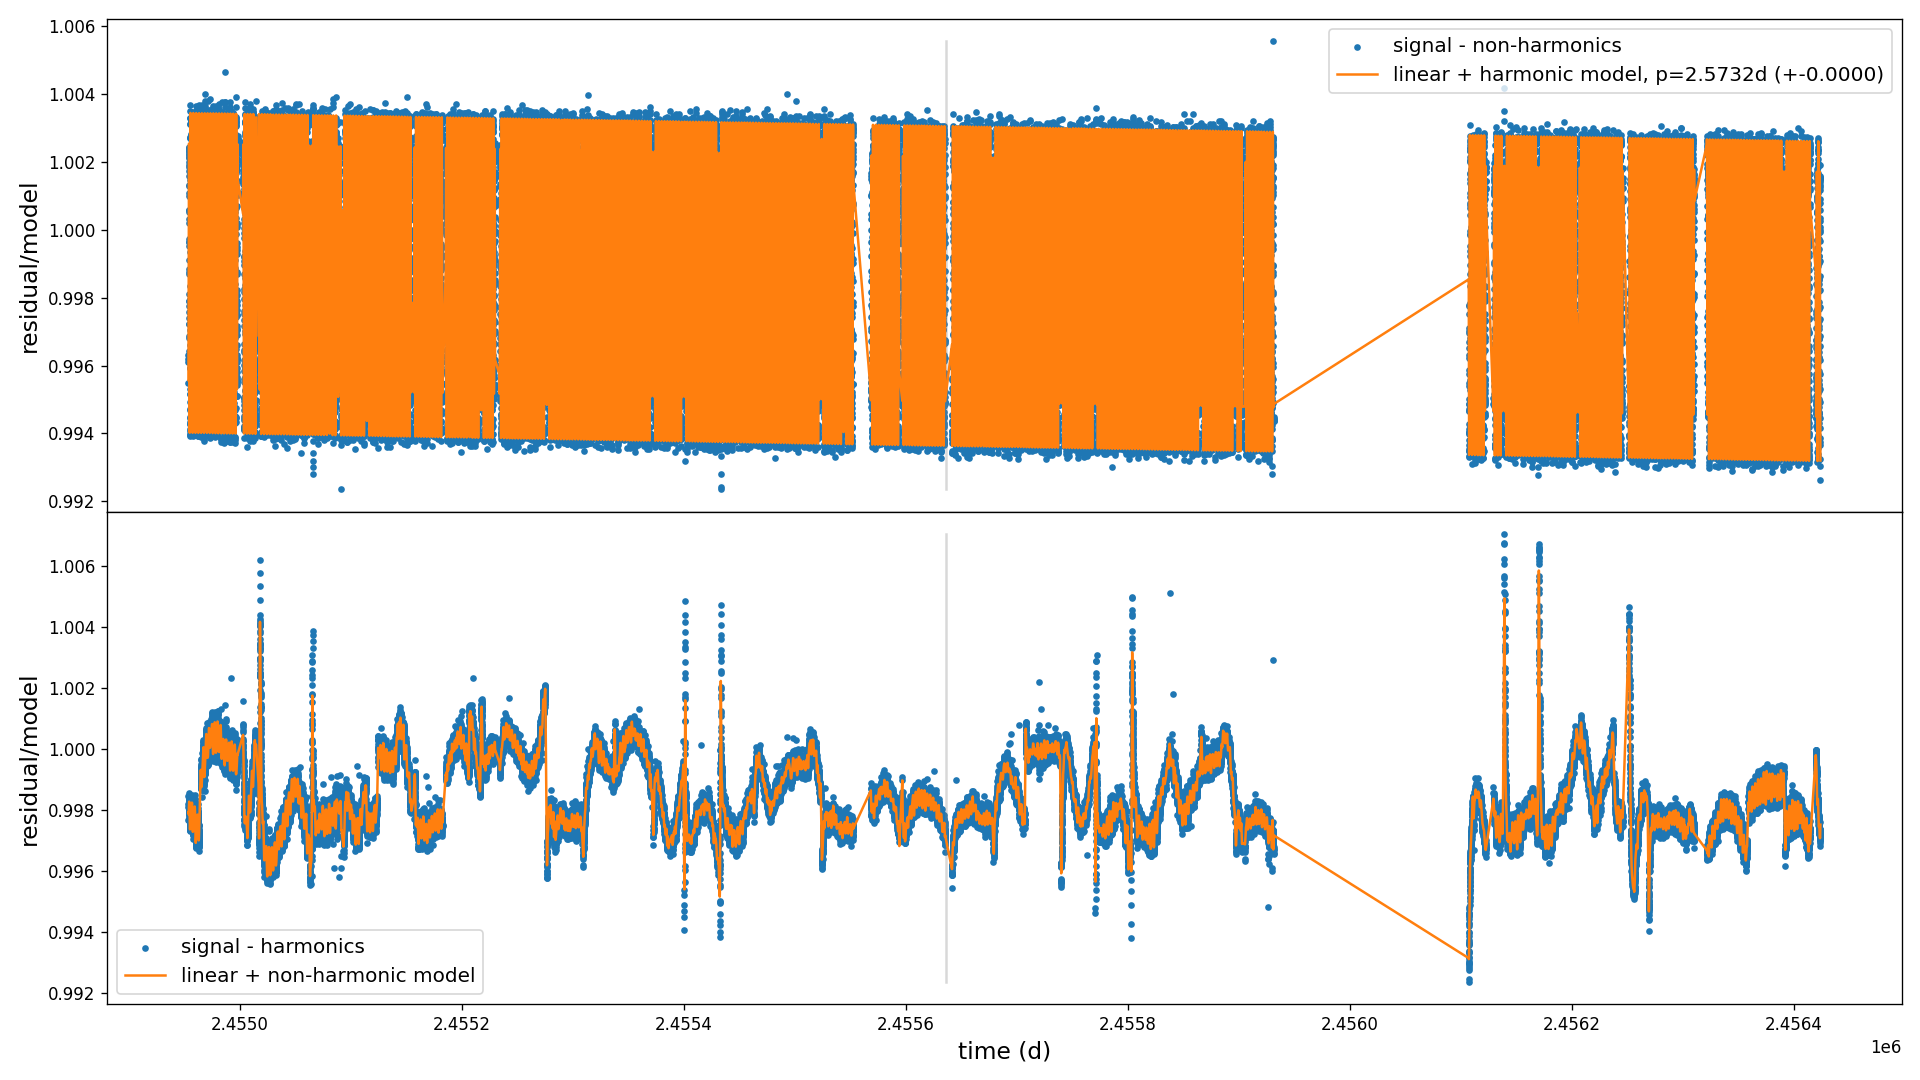 1.006
1.004
1.002
1.000
0.998
0.996
0.994
0.992
residual/model
signal - non-harmonics
linear + harmonic model, p=2.5732d (+-0.0000)
1.006
1.004
1.002
1.000
0.998
0.996
0.994
0.992
residual/model
signal - harmonics
linear + non-harmonic model
2.4550 2.4552 2.4554 2.4556 2.4558 2.4560 2.4562 2.4564
time (d)
1e6